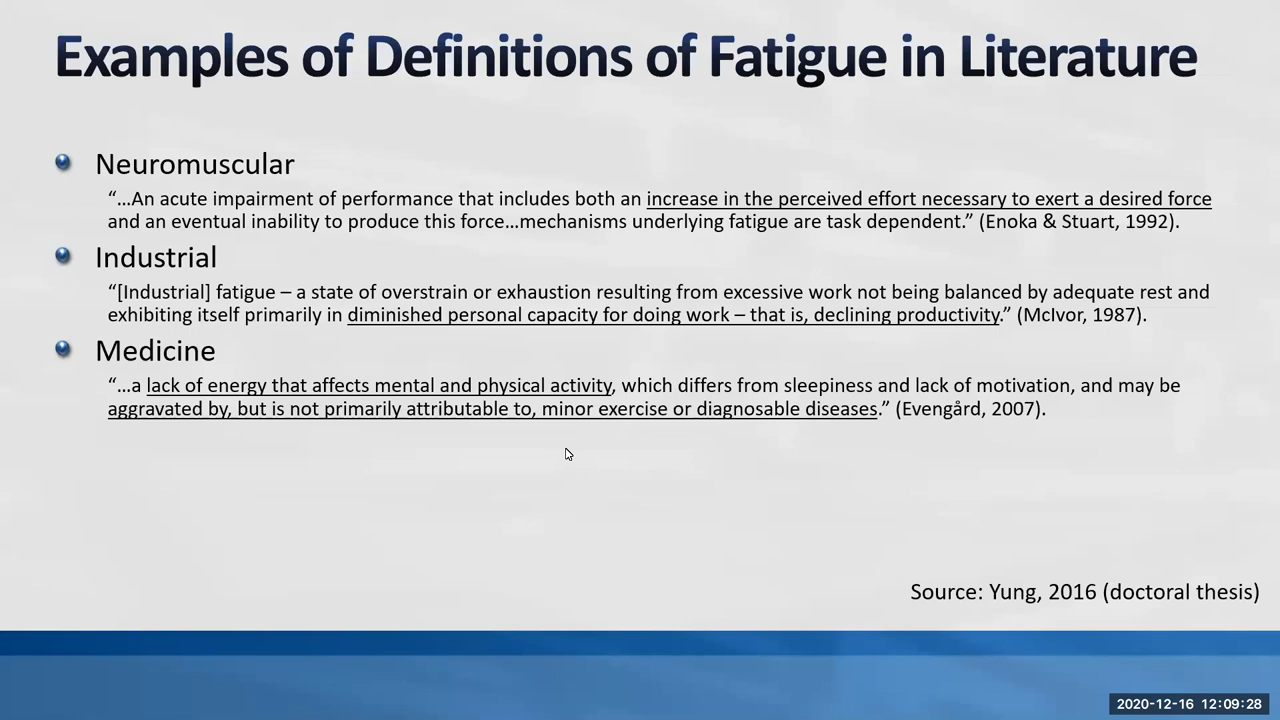 Examples of Definitions of Fatigue in Literature
Neuromuscular
“…An acute impairment of performance that includes both an increase in the perceived effort necessary to exert a desired force
and an eventual inability to produce this force…mechanisms underlying fatigue are task dependent.” (Enoka & Stuart, 1992).
Industrial
“[Industrial] fatigue – a state of overstrain or exhaustion resulting from excessive work not being balanced by adequate rest and
exhibiting itself primarily in diminished personal capacity for doing work – that is, declining productivity.” (McIvor, 1987).
Medicine
“…a lack of energy that affects mental and physical activity, which differs from sleepiness and lack of motivation, and may be
aggravated by, but is not primarily attributable to, minor exercise or diagnosable diseases.” (Evengård, 2007).
Source: Yung, 2016 (doctoral thesis)
2020-12-16 12:09:28